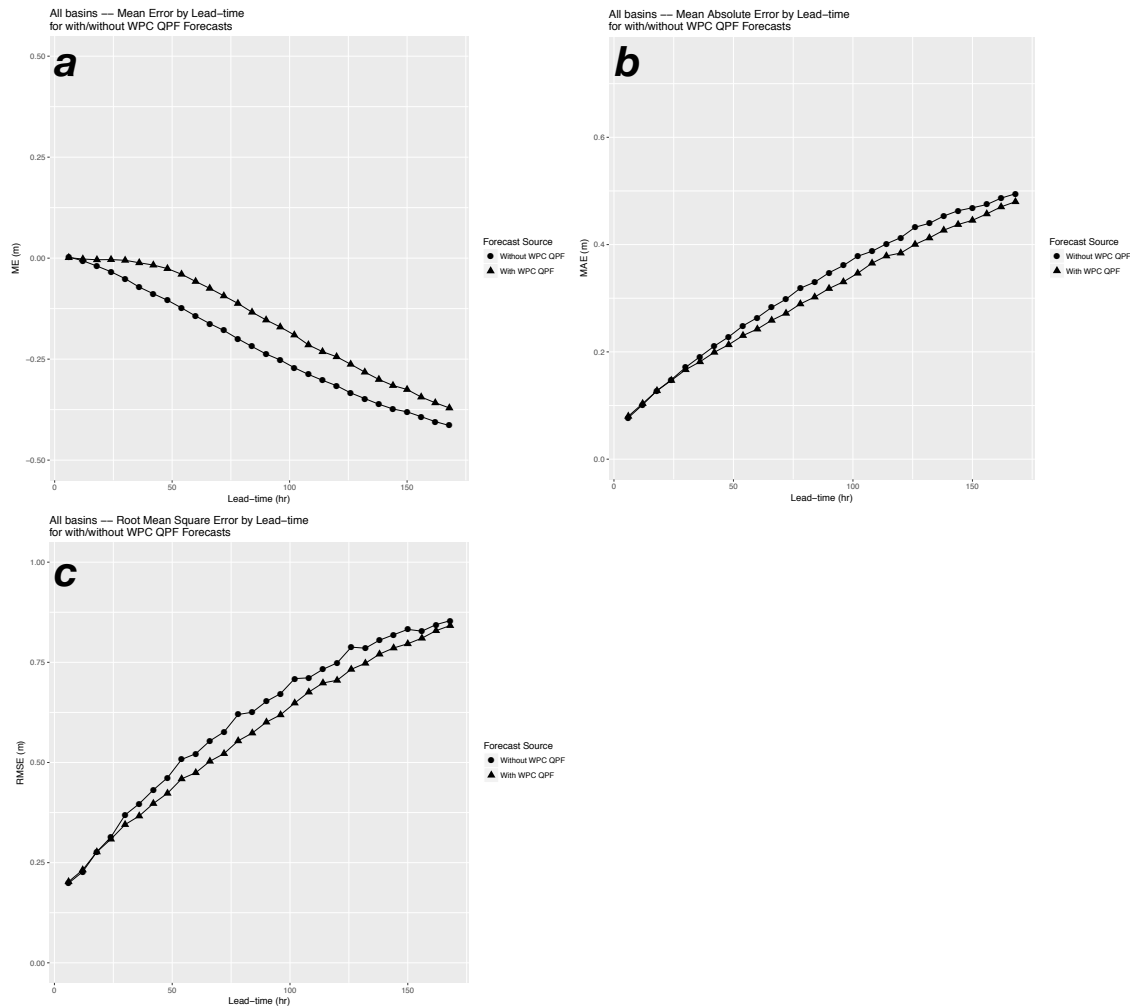 All basins −− Mean Error by Lead−time
for with/without WPC QPF Forecasts
a
0.50
0.25
0.00
−0.25
−0.50
ME (m)
0
50
100
150
Lead−time (hr)
Forecast Source
Without WPC QPF
With WPC QPF
All basins −− Mean Absolute Error by Lead−time
for with/without WPC QPF Forecasts
b
0.6
0.4
0.2
0.0
MAE (m)
0
50
100
150
Lead−time (hr)
Forecast Source
Without WPC QPF
With WPC QPF
All basins −− Root Mean Square Error by Lead−time
for with/without WPC QPF Forecasts
c
1.00
0.75
0.50
0.25
0.00
RMSE (m)
0
50
100
150
Lead−time (hr)
Forecast Source
Without WPC QPF
With WPC QPF